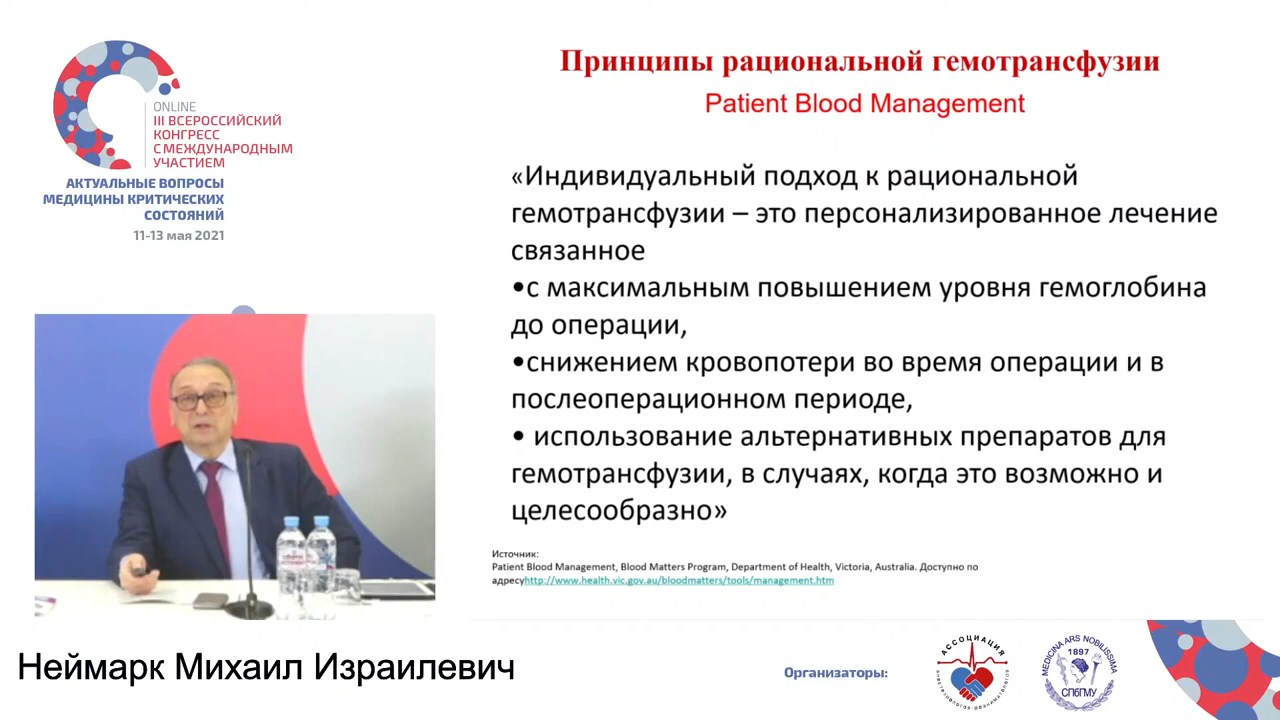 ONLINE
III ВСЕРОССИЙСКИЙ
КОНГРЕСС
С МЕЖДУНАРОДНЫМ
УЧАСТИЕМ
АКТУАЛЬНЫЕ ВОПРОСЫ
МЕДИЦИНЫ КРИТИЧЕСКИХ
СОСТОЯНИЙ
11-13 мая 2021
Принципы рациональной гемотрансфузии
Patient Blood Management
«Индивидуальный подход к рациональной
гемотрансфузии – это персонализированное лечение
связанное
•с максимальным повышением уровня гемоглобина
до операции,
•снижением кровопотери во время операции и в
послеоперационном периоде,
• использование альтернативных препаратов для
гемотрансфузии, в случаях, когда это возможно и
целесообразно»
Источник:
Patient Blood Management, Blood Matters Program, Department of Health, Victoria, Australia. Доступно по
адресуhttp://www.health.vic.gov.au/bloodmatters/tools/management.htm
Неймарк Михаил Израилевич
Организаторы:
АССОЦИАЦИЯ
анестезиологов-реаниматологов
MEDICINA ARS NOBILISSIMA
1897
СПбГМУ